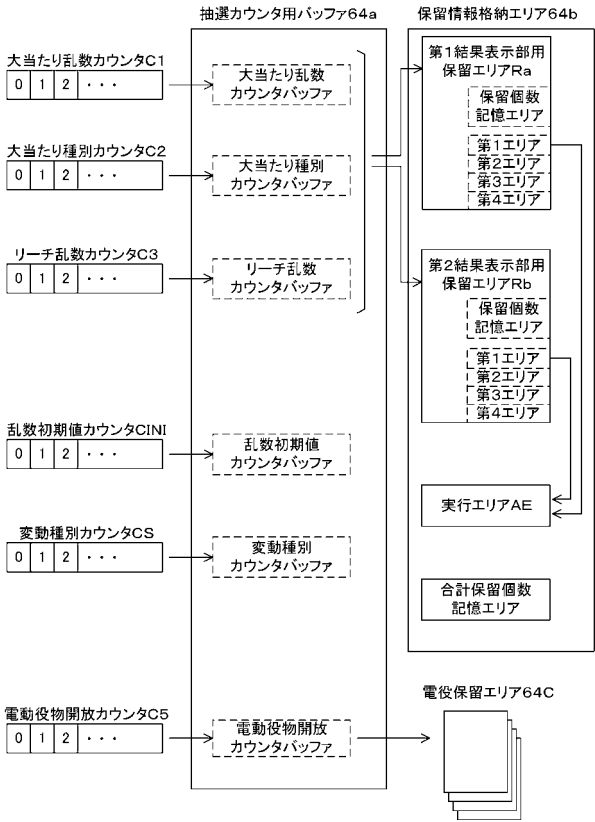 抽選カウンタ用バッファ64a
保留情報格納エリア64b
大当たり乱数カウンタC1
0 1 2 ・・・
大当たり乱数
カウンタバッファ
大当たり種別カウンタC2
0 1 2 ・・・
大当たり種別
カウンタバッファ
リーチ乱数カウンタC3
0 1 2 ・・・
リーチ乱数
カウンタバッファ
第1結果表示部用
保留エリアRa
保留個数
記憶エリア
第1エリア
第2エリア
第3エリア
第4エリア
第2結果表示部用
保留エリアRb
保留個数
記憶エリア
第1エリア
第2エリア
第3エリア
第4エリア
乱数初期値カウンタCINI
0 1 2 ・・・
乱数初期値
カウンタバッファ
変動種別カウンタCS
0 1 2 ・・・
変動種別
カウンタバッファ
実行エリアAE
合計保留個数
記憶エリア
電動役物開放カウンタC5
0 1 2 ・・・
電動役物開放
カウンタバッファ
電役保留エリア64C